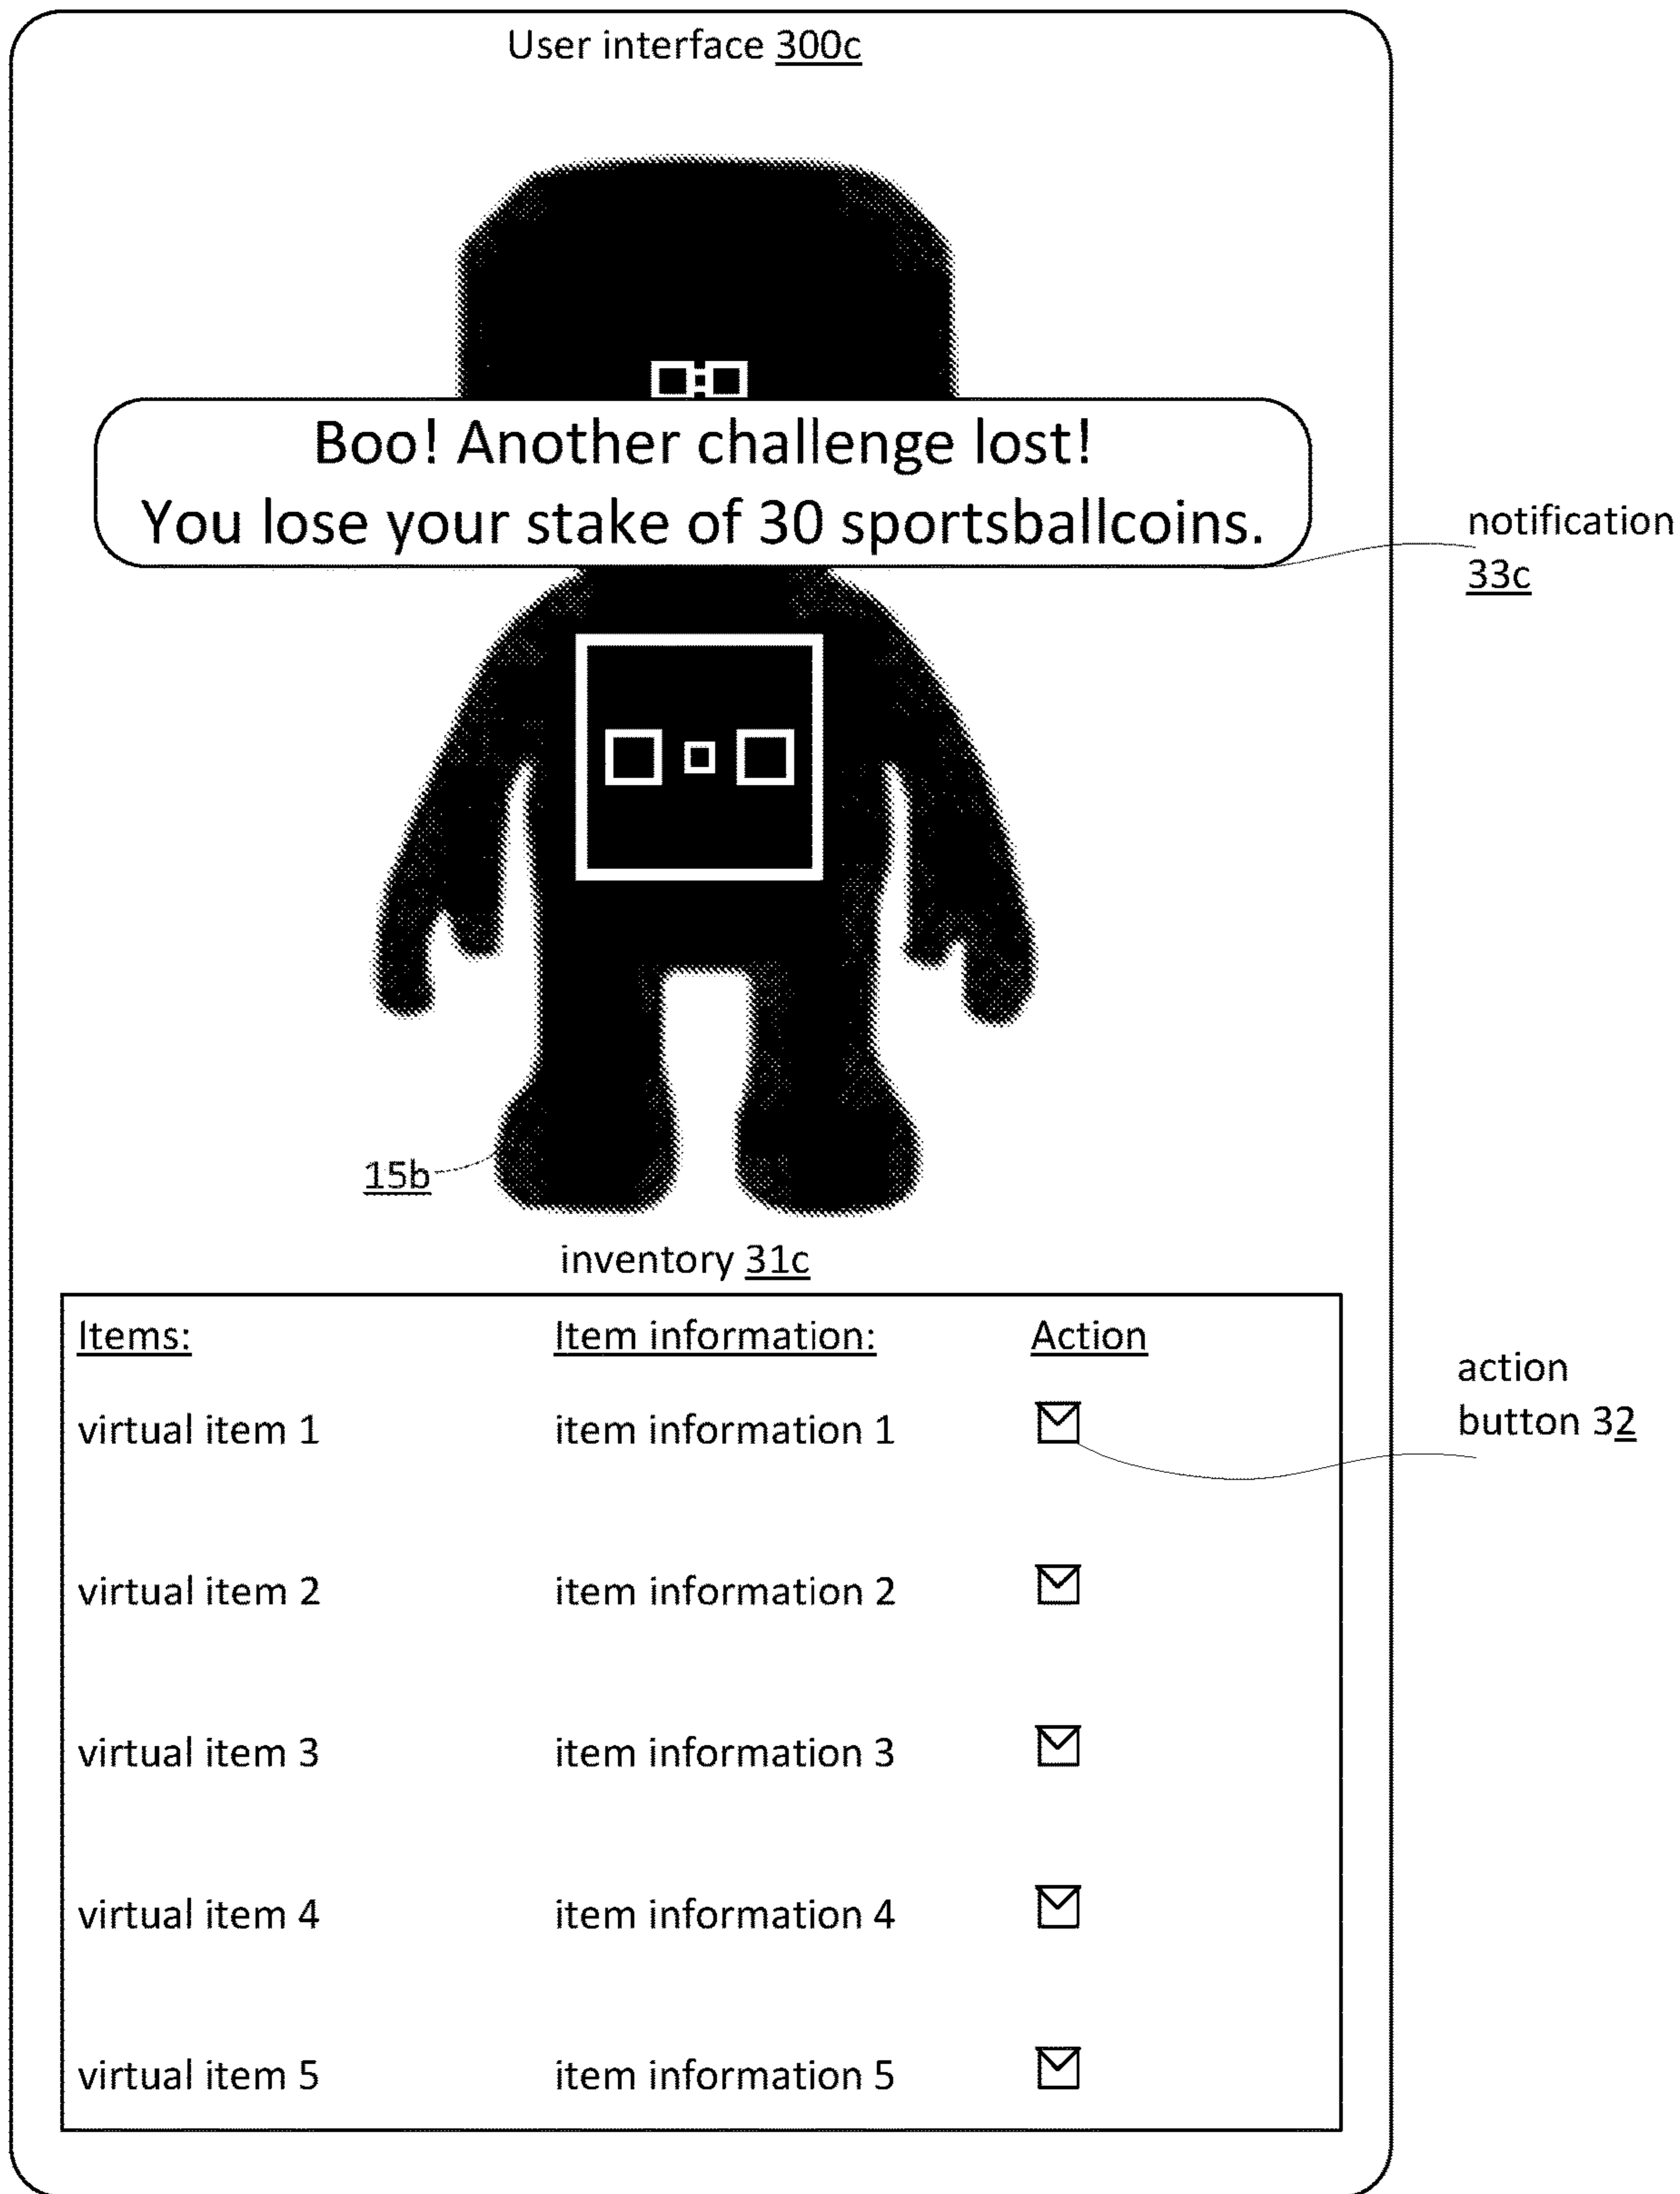 User interface 300c
Boo! Another challenge lost!
You lose your stake of 30 sportsballcoins.
notification
33c
15b
inventory 31c
Items: Item information: Action
virtual item 1 item information 1
action
button 32
virtual item 2 item information 2
virtual item 3 item information 3
virtual item 4 item information 4
virtual item 5 item information 5